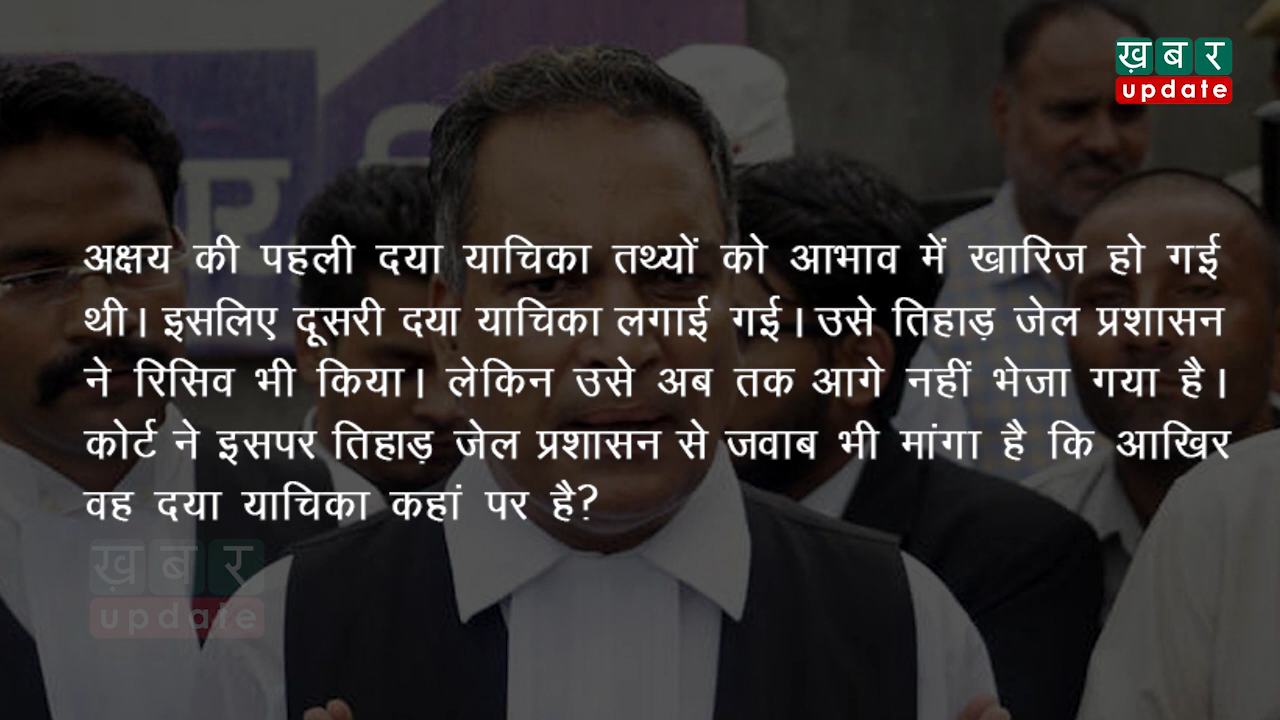 ख़बर
update
अक्षय की पहली दया याचिका तथ्यों को आभाव में खारिज हो गई
थी। इसलिए दूसरी दया याचिका लगाई गई। उसे तिहाड़ जेल प्रशासन
ने रिसिव भी किया। लेकिन उसे अब तक आगे नहीं भेजा गया है।
कोर्ट ने इसपर तिहाड़ जेल प्रशासन से जवाब भी मांगा है कि आखिर
वह दया याचिका कहां पर है?
ख़बर
update